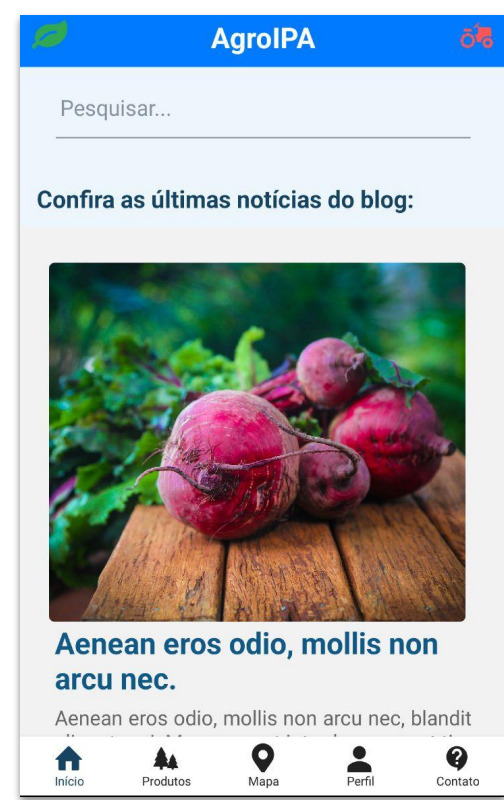 AgroIPA
Pesquisar...
Confira as últimas notícias do blog:
Aenean eros odio, mollis non
arcu nec.
Aenean eros odio, mollis non arcu nec, blandit
Início
Produtos
Mapa
Perfil
Contato